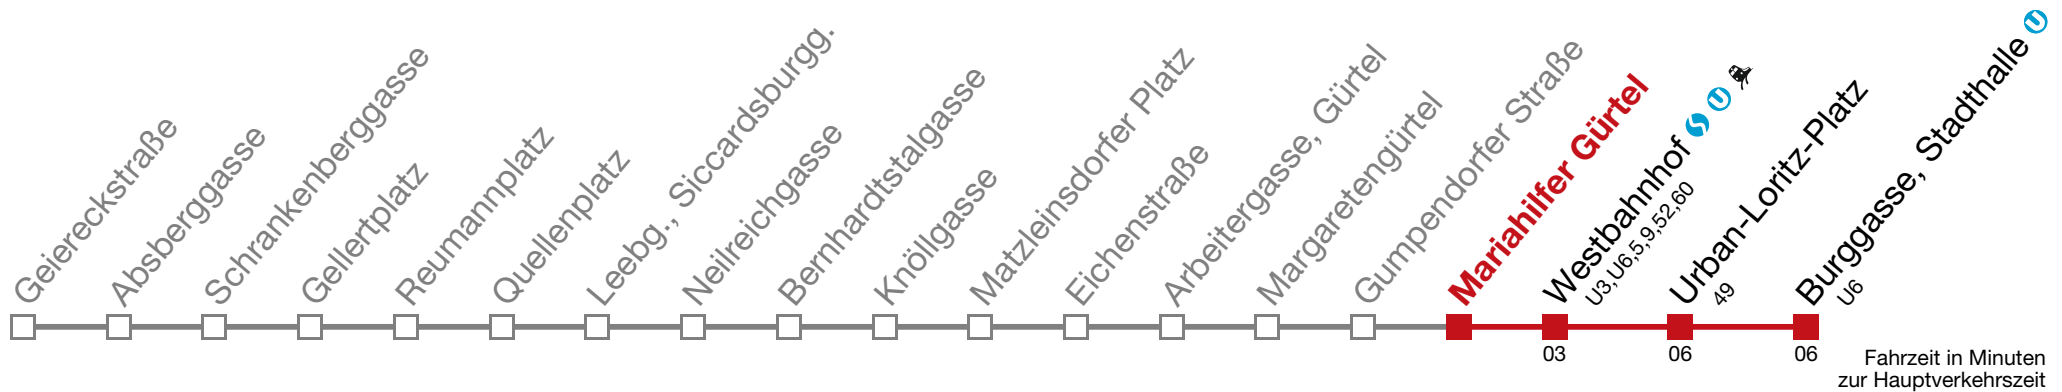 Geiereckstraße
Absberggasse
Schrankenberggasse
Gellertplatz
Reumannplatz
Quellenplatz
Leebg., Siccardsburgg.
Neilreichgasse
Bernhardtstalgasse
Knöllgasse
Matzleinsdorfer Platz
Eichenstraße
Arbeitergasse, Gürtel
Margaretengürtel
Gumpendorfer Straße
Mariahilfer Gürtel
Westbahnhof S U
U3,U6,5,9,52,60
Urban-Loritz-Platz
49
Burggasse, Stadthalle U
U6
03
06
06
Fahrzeit in Minuten
zur Hauptverkehrszeit